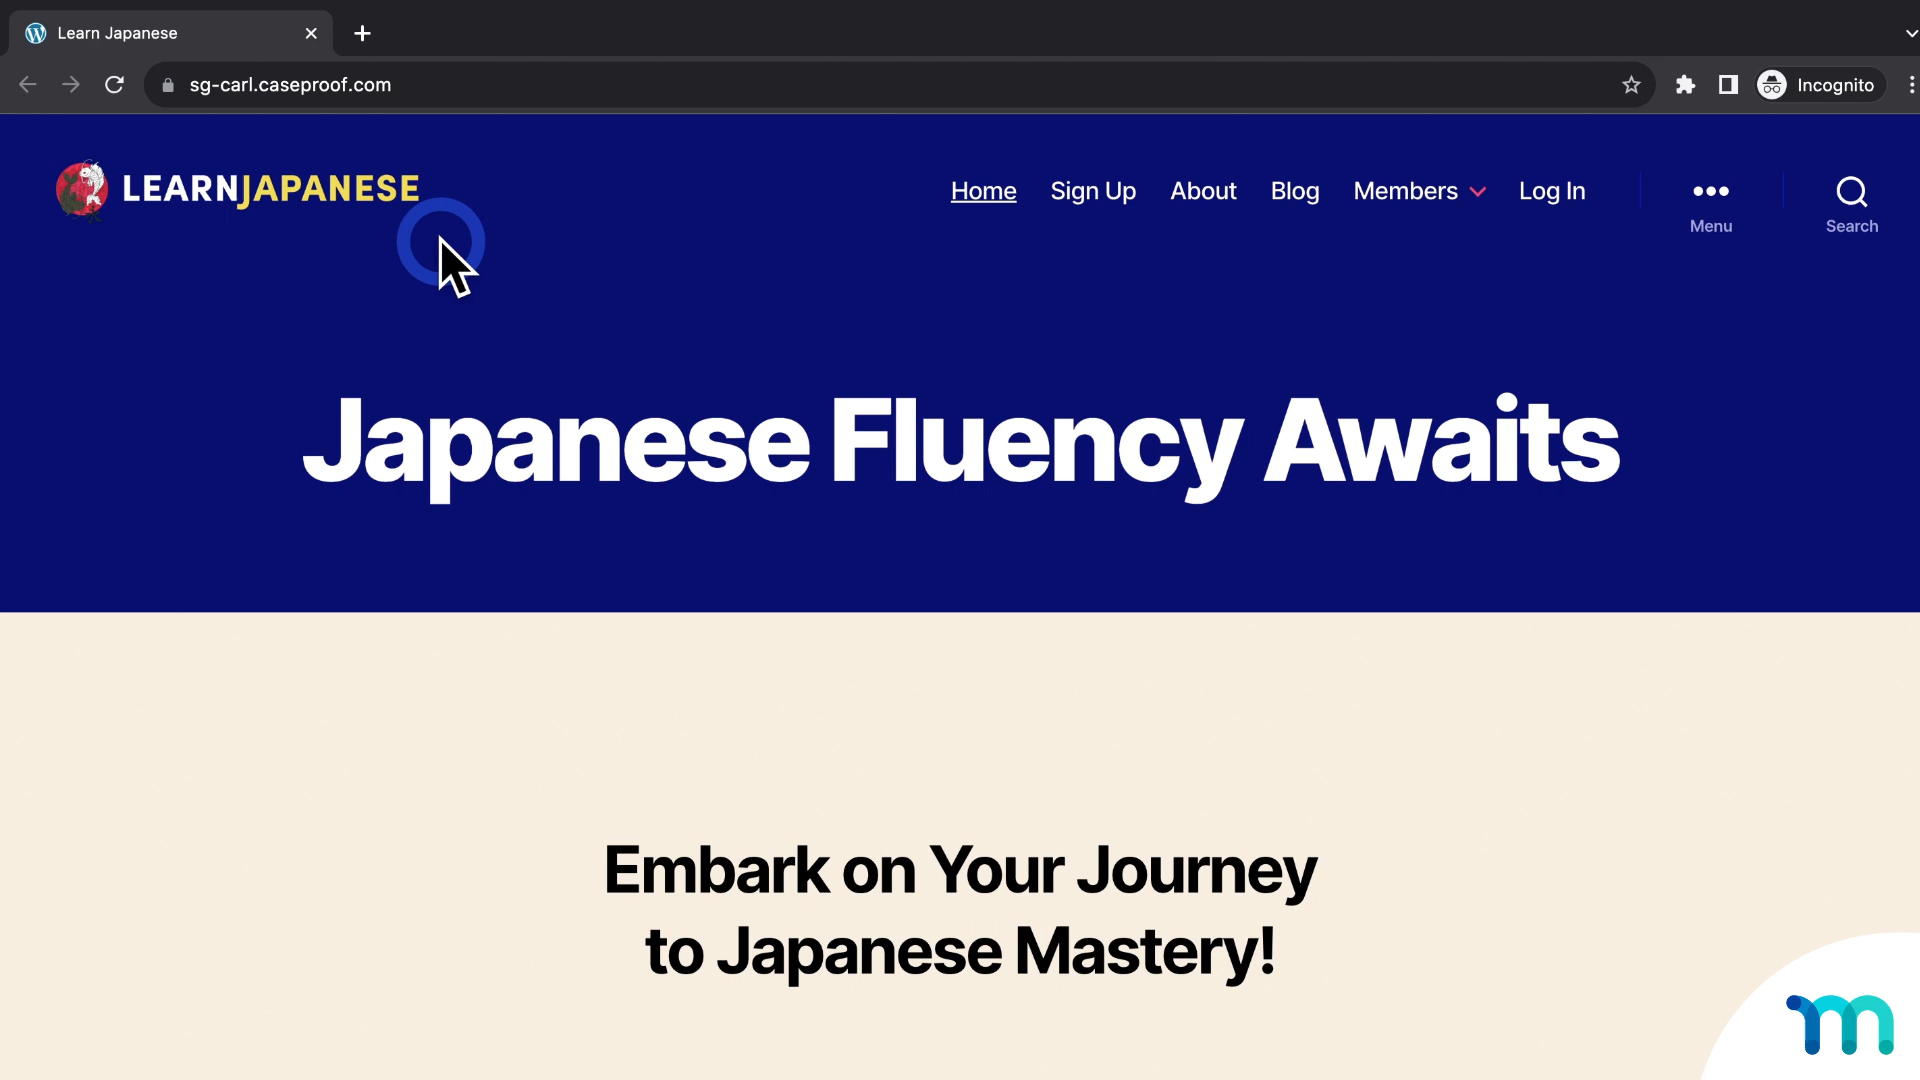 Learn Japanese
sg-carl.caseproof.com
Incognito
LEARNJAPANESE
Home Sign Up About Blog Members Log In
Menu
Search
Japanese Fluency Awaits
Embark on Your Journey
to Japanese Mastery!
m